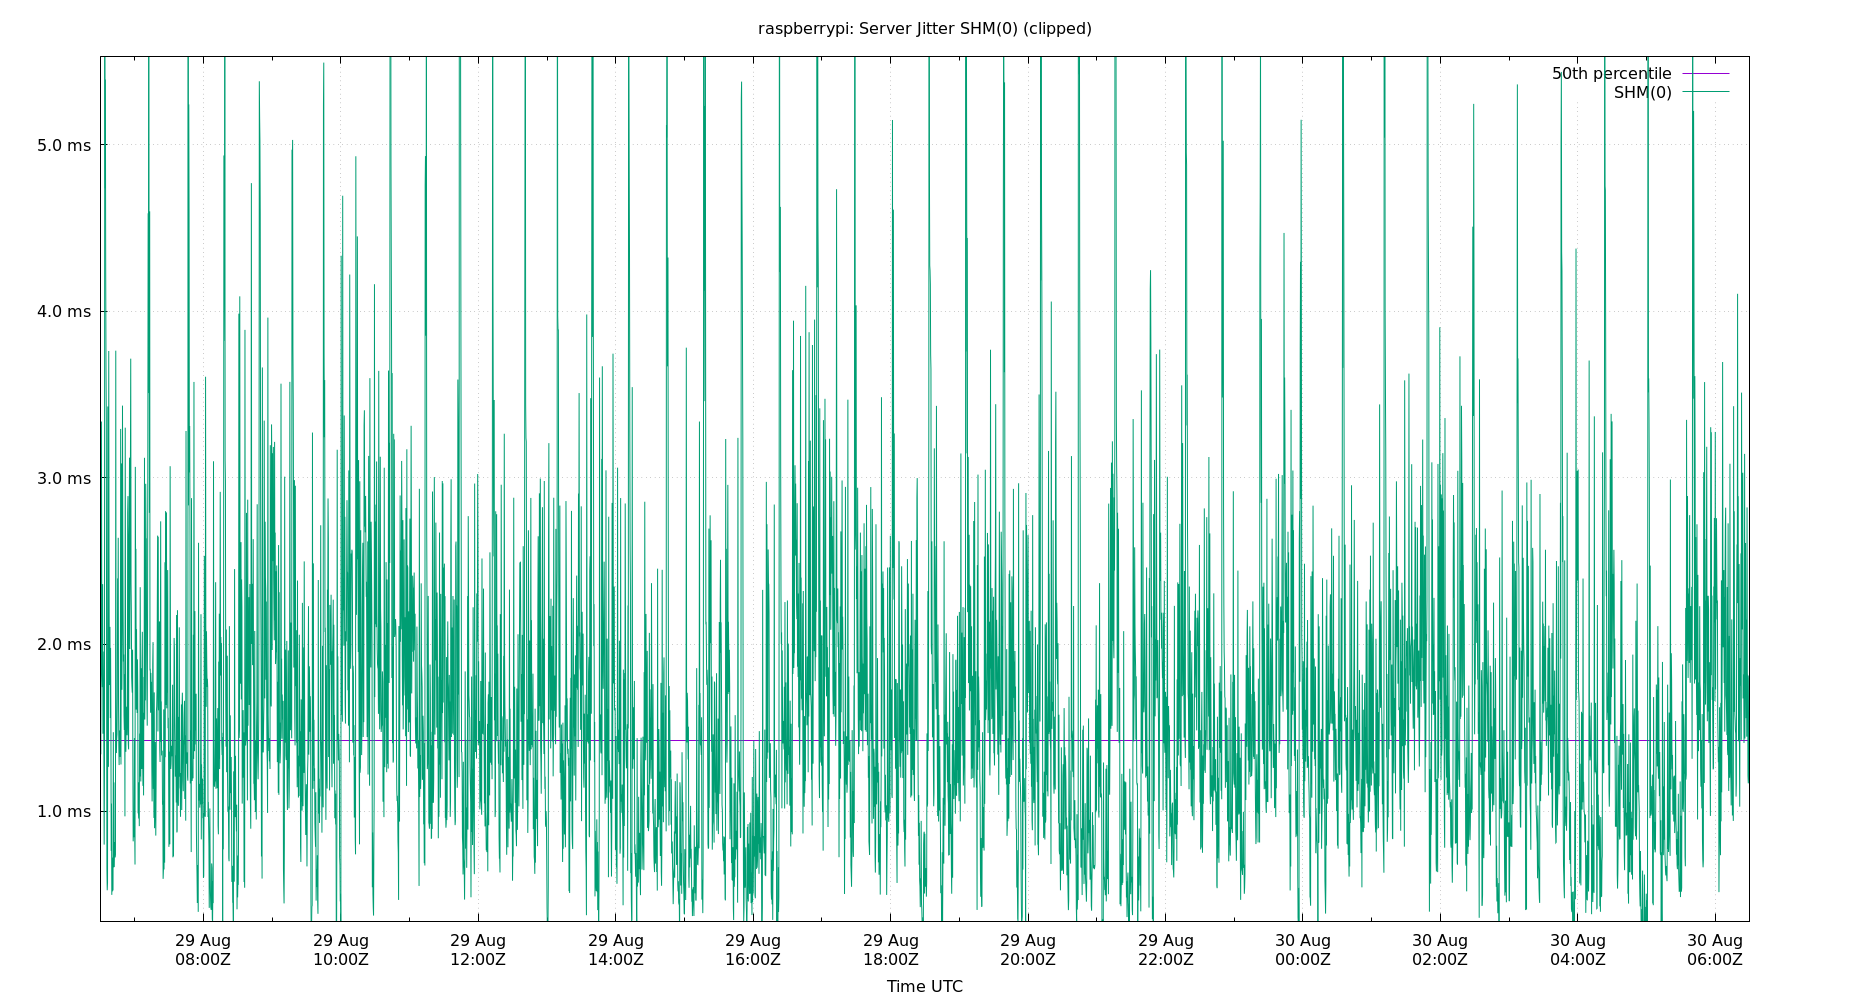 raspberrypi: Server Jitter SHM(0) (clipped)
50th percentile
SHM(0)
5.0 ms
4.0 ms
3.0 ms
2.0 ms
1.0 ms
29 Aug 29 Aug 29 Aug 29 Aug 29 Aug 29 Aug 29 Aug 29 Aug 30 Aug 30 Aug 30 Aug 30 Aug
08:00Z 10:00Z 12:00Z 14:00Z 16:00Z 18:00Z 20:00Z 22:00Z 00:00Z 02:00Z 04:00Z 06:00Z
Time UTC